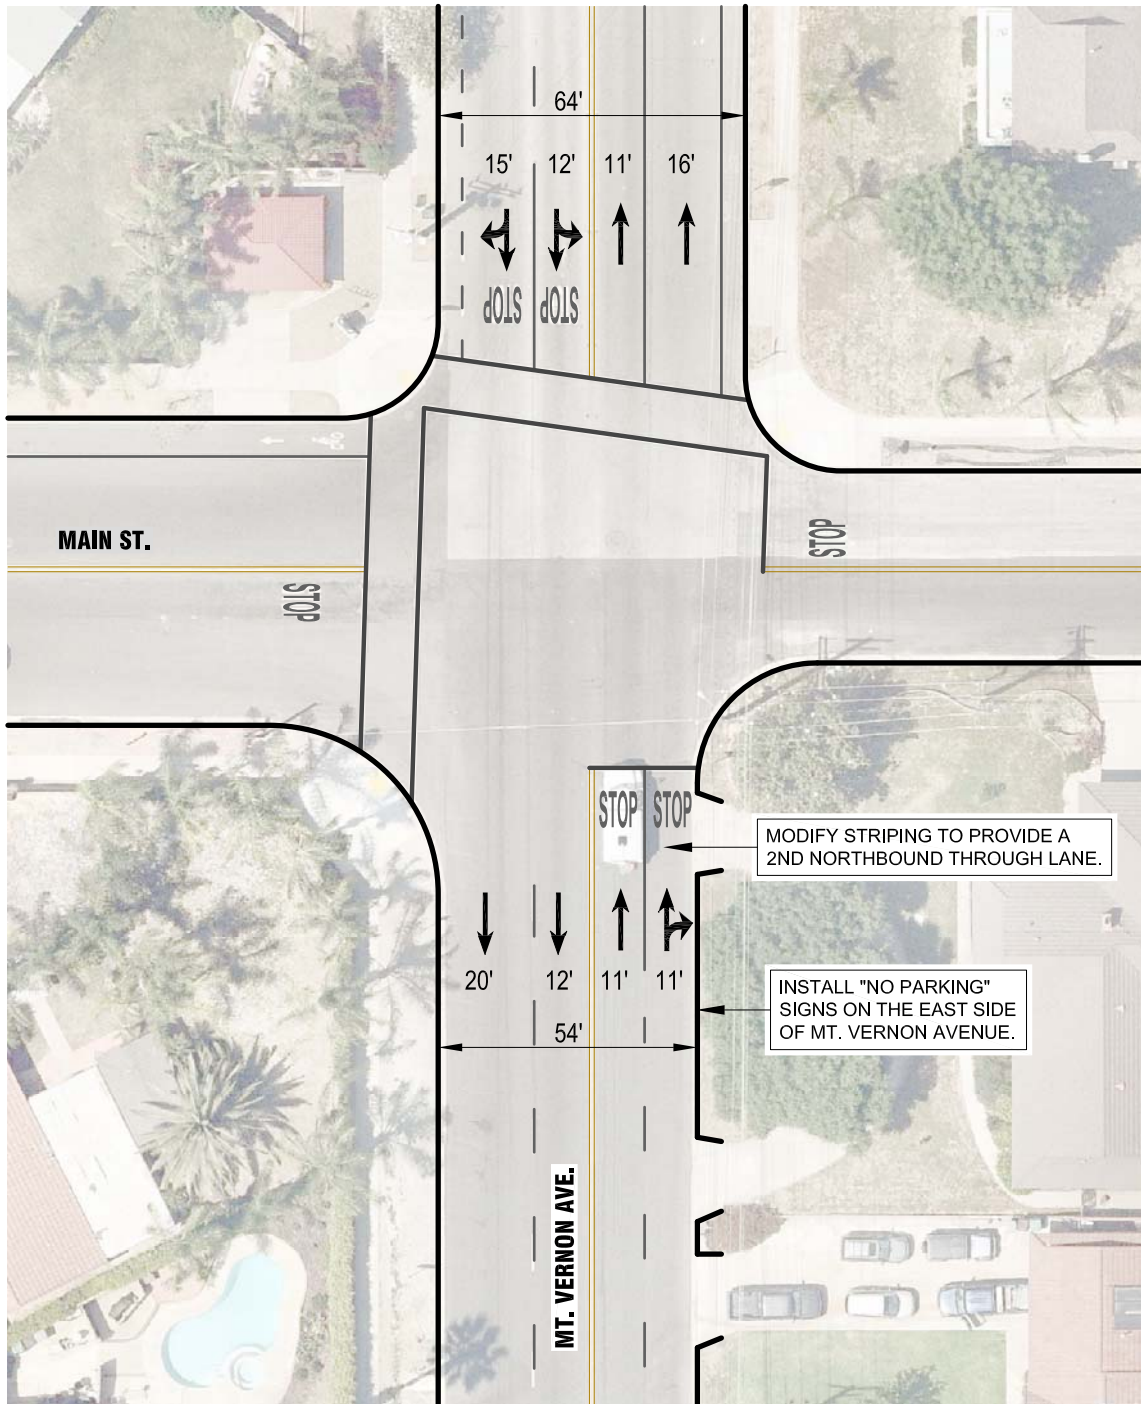 64'
15' 12' 11' 16'
STOP STOP
MAIN ST.
STOP
STOP
STOP STOP
MODIFY STRIPING TO PROVIDE A
2ND NORTHBOUND THROUGH LANE.
20' 12' 11' 11'
INSTALL "NO PARKING"
SIGNS ON THE EAST SIDE
OF MT. VERNON AVENUE.
54'
MT. VERNON AVE.